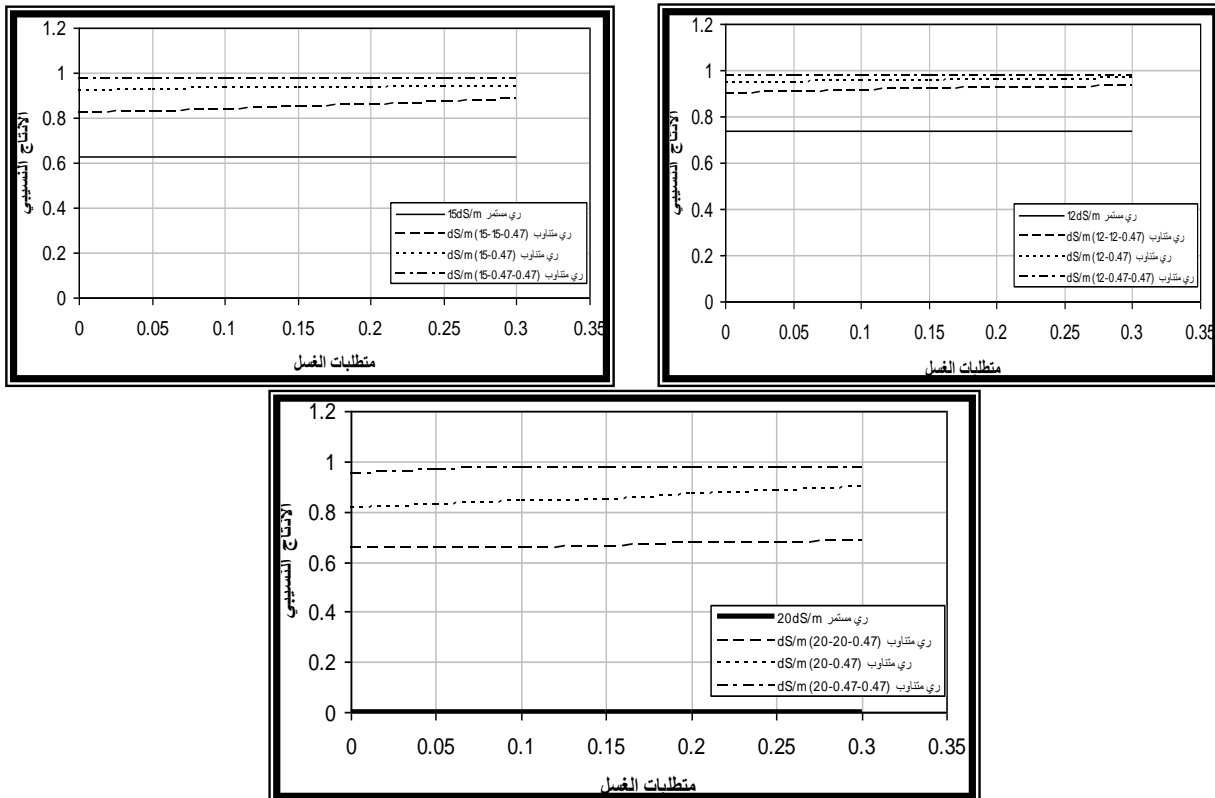 1.2
1
0.8
0.6
0.4
0.2
0
الانتاج النسيبي
0 0.05 0.1 0.15 0.2 0.25 0.3 0.35
متطلبات الغسل
ري مستمر 15dS/m
ري متناوب dS/m (15-15-0.47)
ري متناوب dS/m (15-0.47)
ري متناوب dS/m (15-0.47-0.47)
1.2
1
0.8
0.6
0.4
0.2
0
الانتاج النسيبي
0 0.05 0.1 0.15 0.2 0.25 0.3 0.35
متطلبات الغسل
ري مستمر 12dS/m
ري متناوب dS/m (12-12-0.47)
ري متناوب dS/m (12-0.47)
ري متناوب dS/m (12-0.47-0.47)
1.2
1
0.8
0.6
0.4
0.2
0
الانتاج النسيبي
0 0.05 0.1 0.15 0.2 0.25 0.3 0.35
متطلبات الغسل
ري مستمر 20dS/m
ري متناوب dS/m (20-20-0.47)
ري متناوب dS/m (20-0.47)
ري متناوب dS/m (20-0.47-0.47)